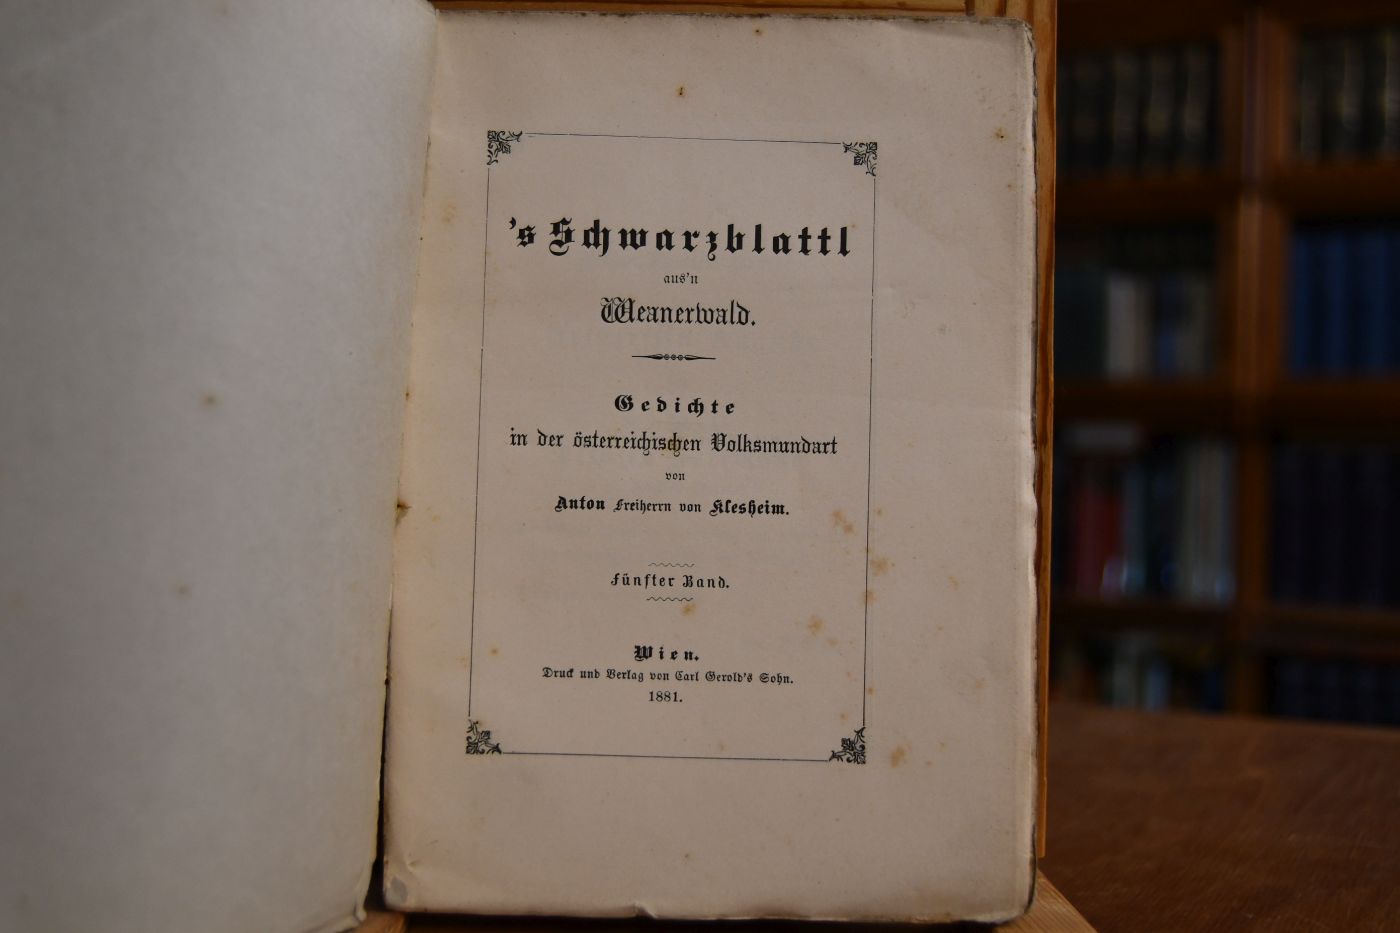 's Schwarzblattl
aus'n
Weanerwald.
Gedichte
in der österreichischen Volksmundart
von
Anton Freiherrn von Klesheim.
Fünfter Band.
Wien.
Druck und Verlag von Carl Gerold's Sohn.
1881.